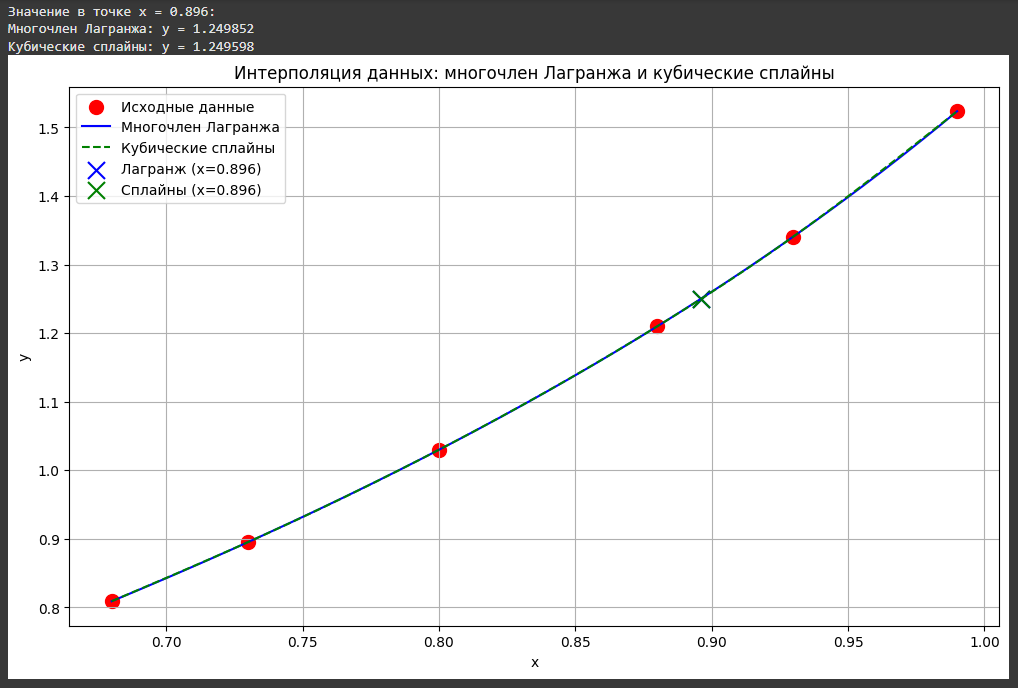 Значение в точке x = 0.896:
Многочлен Лагранжа: y = 1.249852
Кубические сплайны: y = 1.249598
Интерполяция данных: многочлен Лагранжа и кубические сплайны
Исходные данные
Многочлен Лагранжа
Кубические сплайны
Лагранж (x=0.896)
Сплайны (x=0.896)
1.5
1.4
1.3
1.2
1.1
1.0
0.9
0.8
y
0.70
0.75
0.80
0.85
0.90
0.95
1.00
x